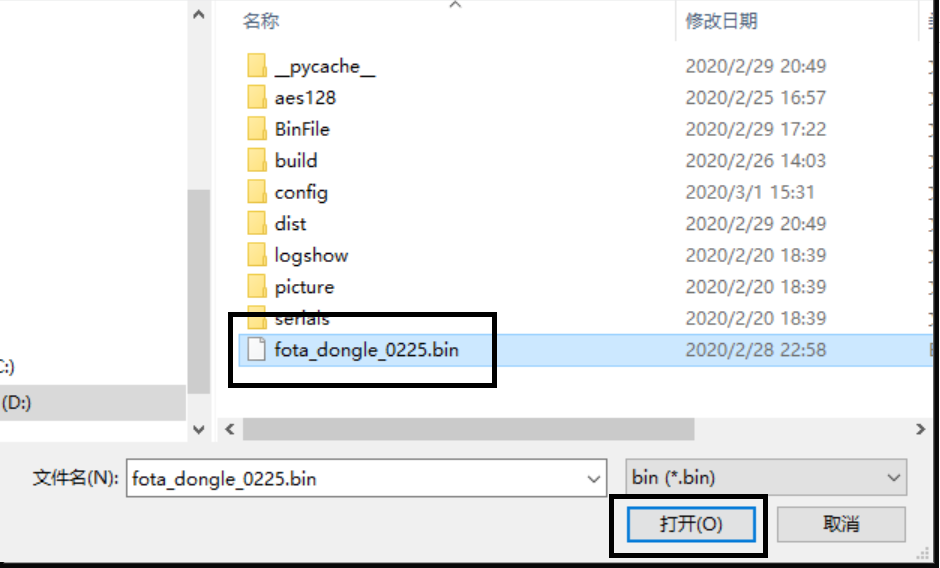 名称 修改日期
__pycache__ 2020/2/29 20:49
aes128 2020/2/25 16:57
BinFile 2020/2/29 17:22
build 2020/2/26 14:03
config 2020/3/1 15:31
dist 2020/2/29 20:49
logshow 2020/2/20 18:39
picture 2020/2/20 18:39
serials 2020/2/20 18:39
fota_dongle_0225.bin 2020/2/28 22:58
C:)
(D:)
文件名(N): fota_dongle_0225.bin bin (*.bin)
打开(O) 取消